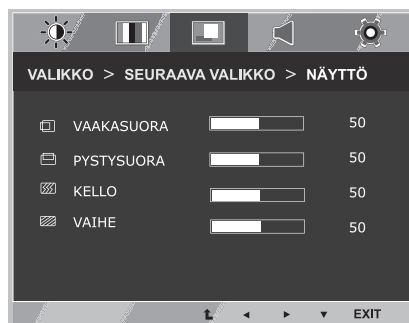 VALIKKO > SEURAAVA VALIKKO > NÄYTTÖ
VAAKASUORA 50
PYSTYSUORA 50
KELLO 50
VAIHE 50
EXIT